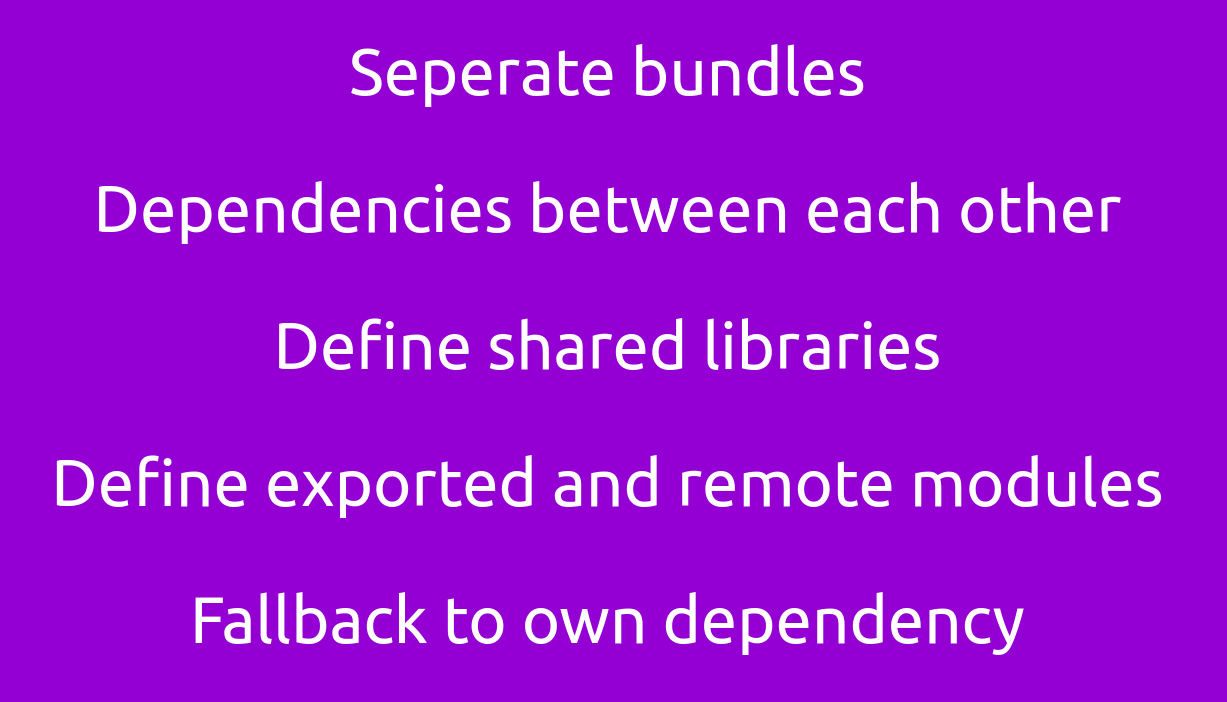 Seperate bundles
Dependencies between each other
Define shared libraries
Define exported and remote modules
Fallback to own dependency